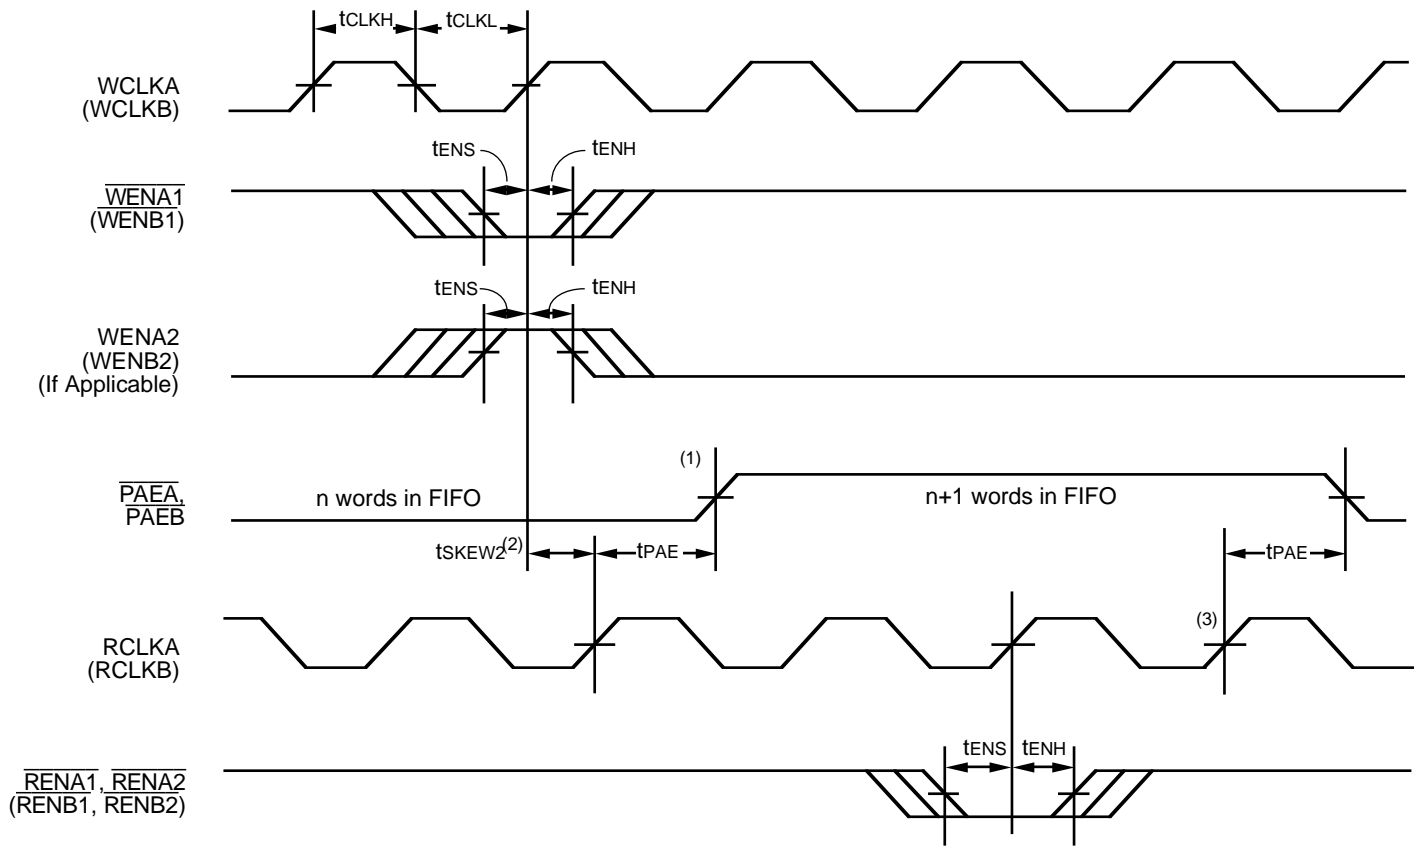 tCLKH
tCLKL
WCLKA
(WCLKB)
tENS
tENH
WENA1
(WENB1)
tENS
tENH
WENA2
(WENB2)
(If Applicable)
(1)
PAEA,
PAEB
n words in FIFO
n+1 words in FIFO
tSKEW2(2)
tPAE
tPAE
(3)
RCLKA
(RCLKB)
tENS
tENH
RENA1, RENA2
(RENB1, RENB2)